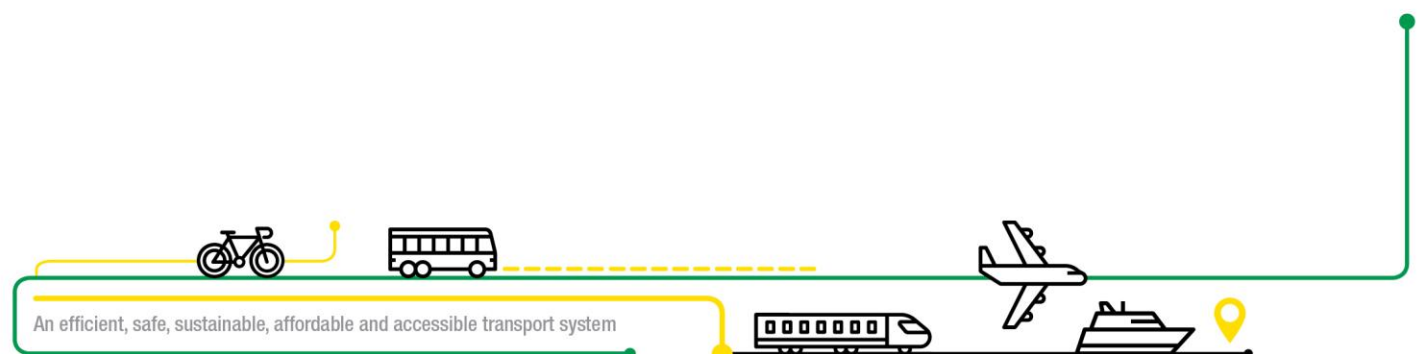 An efficient, safe, sustainable, affordable and accessible transport system